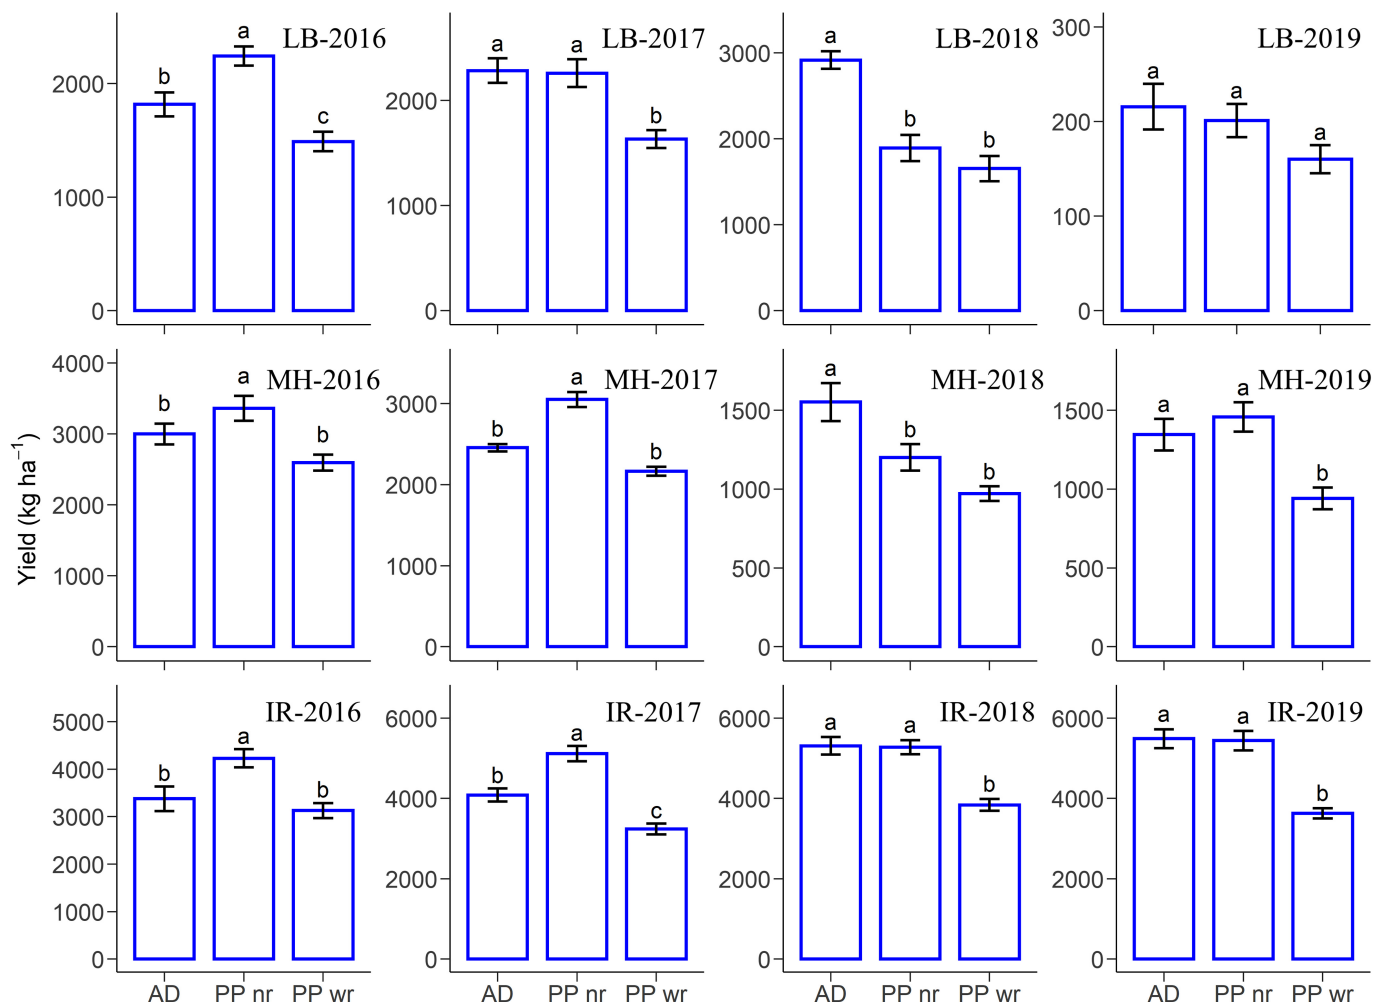 LB-2016
a
b
c
2000
1000
0
LB-2017
a
a
b
2000
1000
0
LB-2018
a
b
b
3000
2000
1000
0
LB-2019
a
a
a
300
200
100
0
Yield (kg ha⁻¹)
MH-2016
a
b
b
4000
3000
2000
1000
0
MH-2017
a
b
b
3000
2000
1000
0
MH-2018
a
b
b
1500
1000
500
0
MH-2019
a
a
b
1500
1000
500
0
IR-2016
a
b
b
5000
4000
3000
2000
1000
0
AD PP nr PP wr
IR-2017
a
b
c
6000
4000
2000
0
AD PP nr PP wr
IR-2018
a
a
b
6000
4000
2000
0
AD PP nr PP wr
IR-2019
a
a
b
6000
4000
2000
0
AD PP nr PP wr